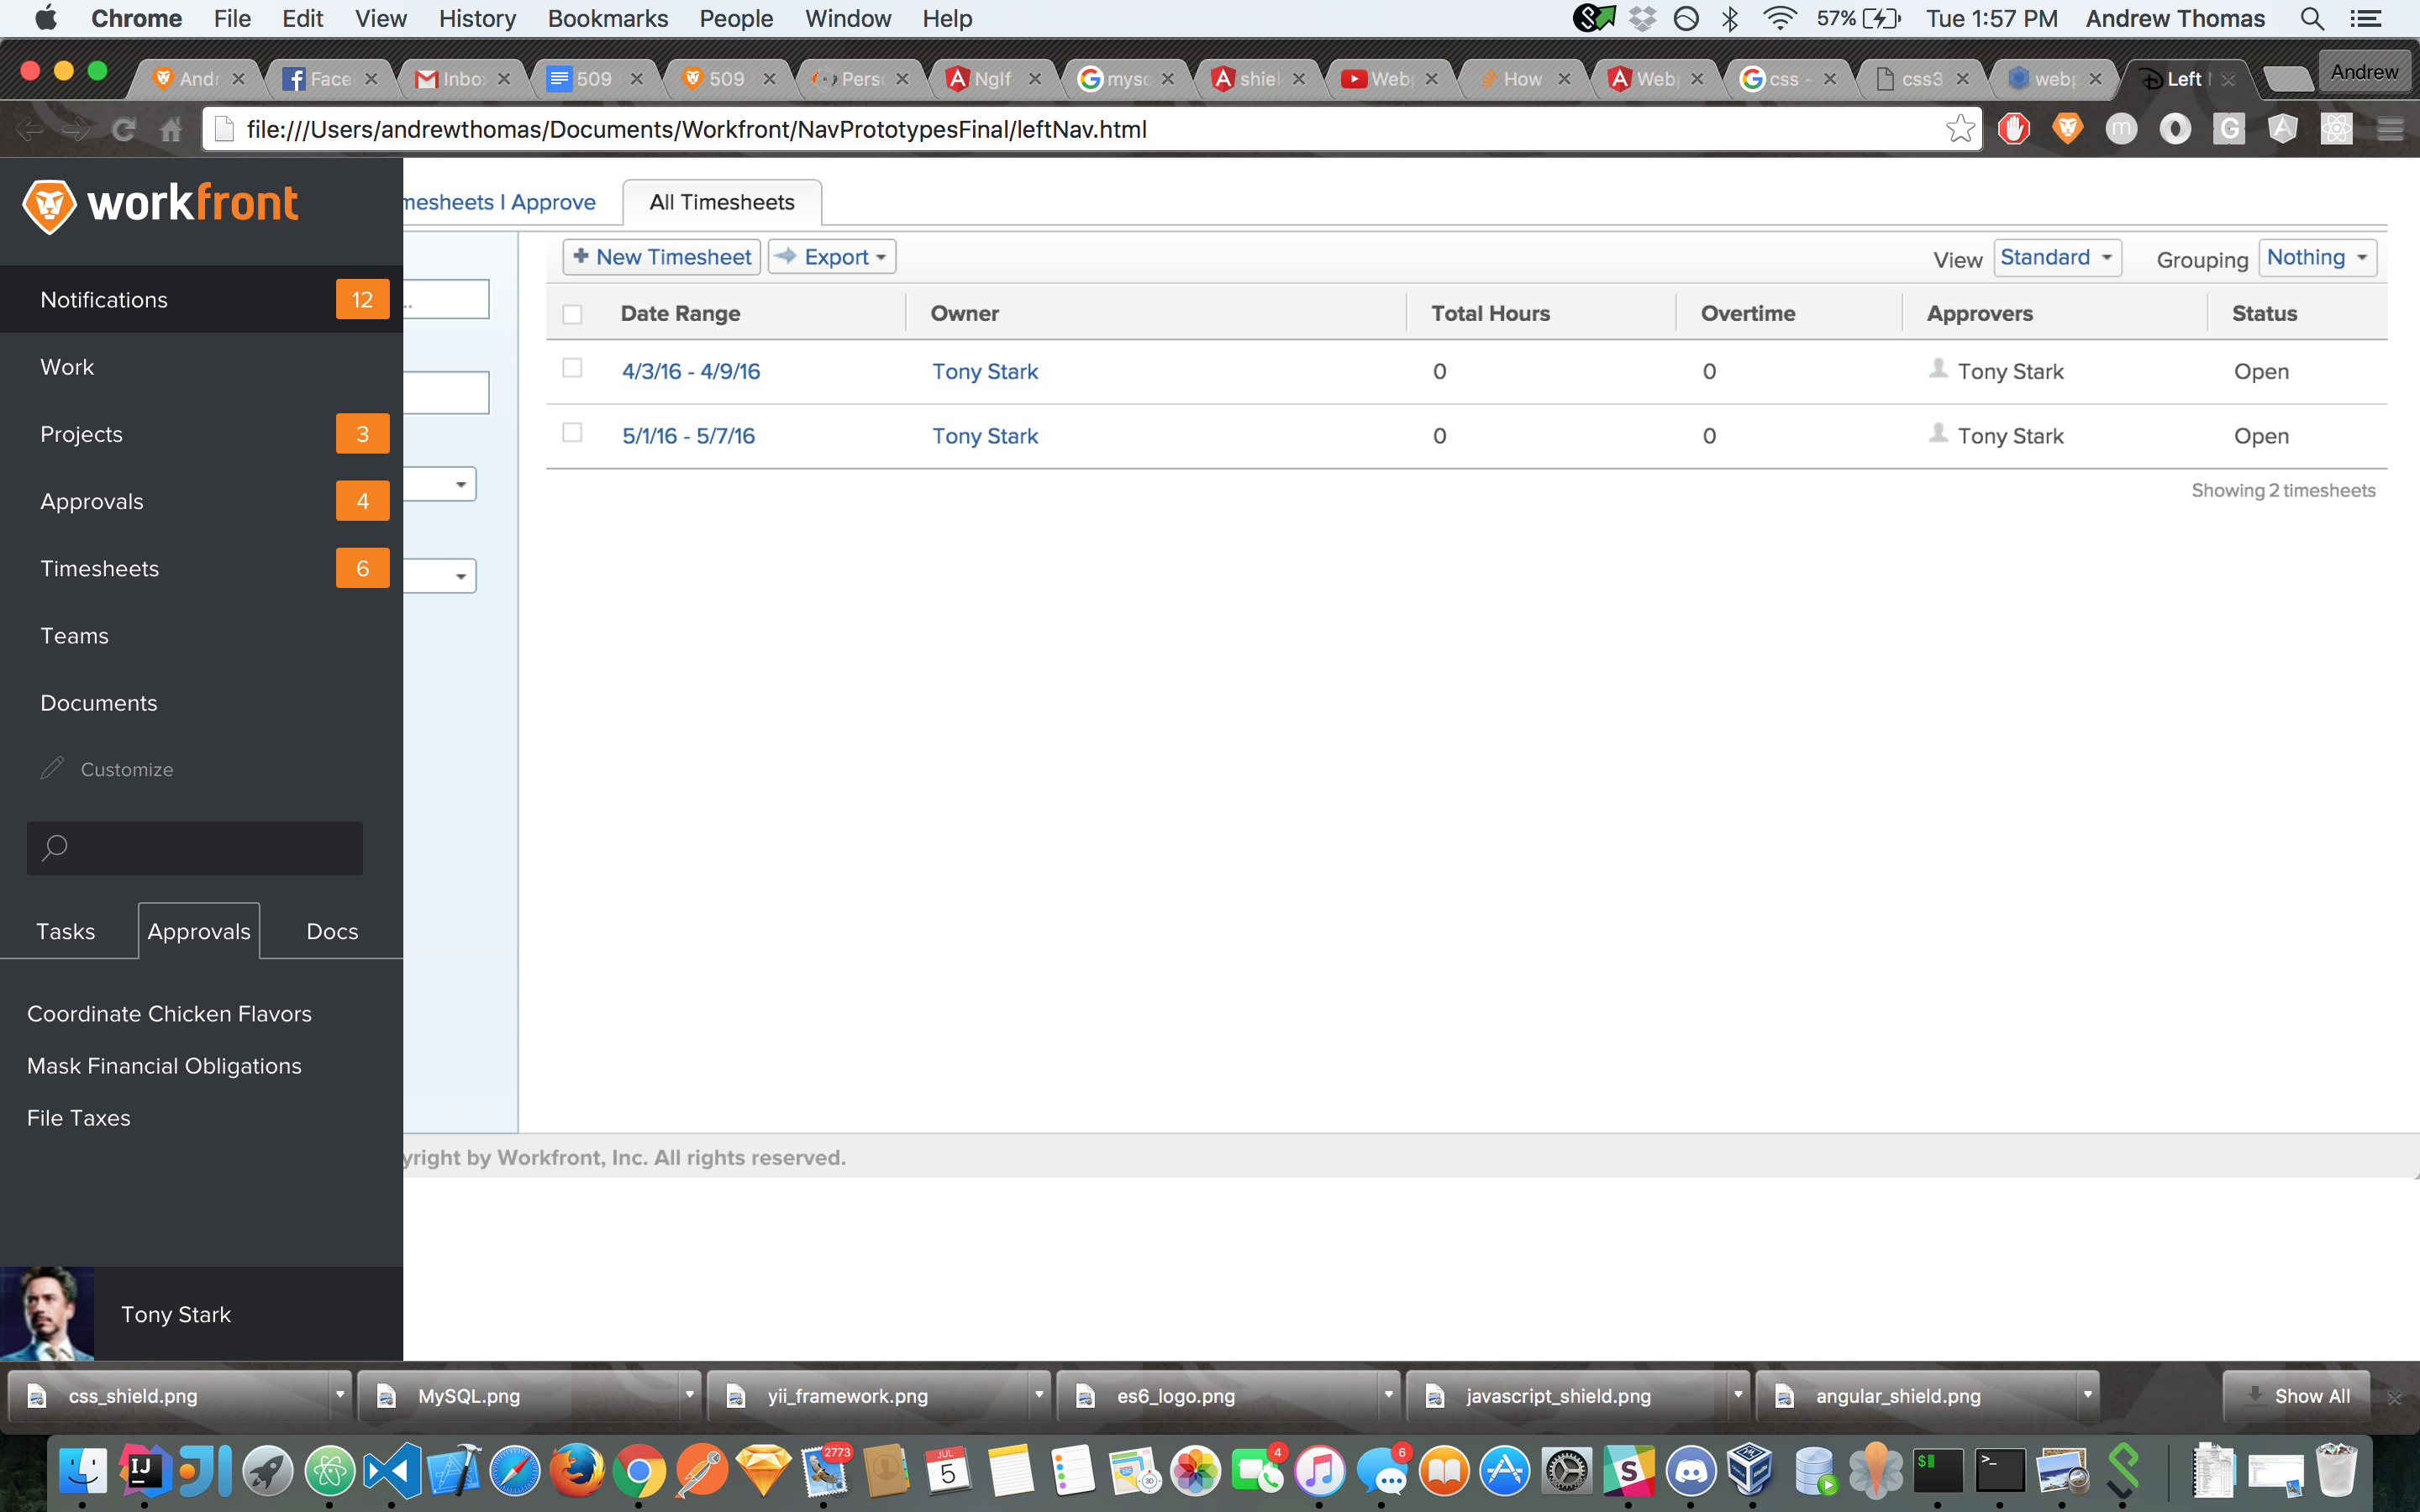 Chrome File Edit View History Bookmarks People Window Help 57% Tue 1:57 PM Andrew Thomas
Andr Face Inbo 509 509 Pers NgIf mysc shie Web How Web css - css3 webp Left Andrew
file:///Users/andrewthomas/Documents/Workfront/NavPrototypesFinal/leftNav.html
workfront
mesheets I Approve All Timesheets
New Timesheet Export View Standard Grouping Nothing
Notifications 12
Date Range Owner Total Hours Overtime Approvers Status
Work
4/3/16 - 4/9/16 Tony Stark 0 0 Tony Stark Open
Projects 3
5/1/16 - 5/7/16 Tony Stark 0 0 Tony Stark Open
Showing 2 timesheets
Approvals 4
Timesheets 6
Teams
Documents
Customize
Tasks Approvals Docs
Coordinate Chicken Flavors
Mask Financial Obligations
File Taxes
yright by Workfront, Inc. All rights reserved.
Tony Stark
css_shield.png MySQL.png yii_framework.png es6_logo.png javascript_shield.png angular_shield.png Show All
IJ 2773 JUL 5 4 6